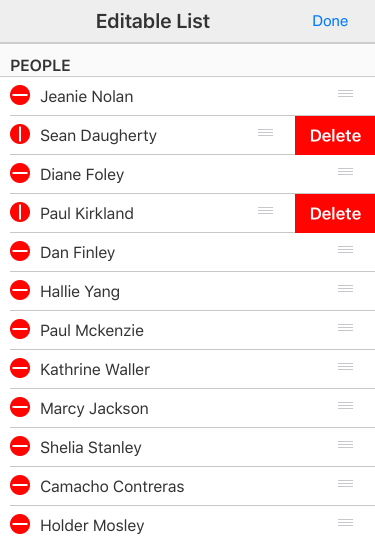 Editable List Done
PEOPLE
Jeanie Nolan
Sean Daugherty Delete
Diane Foley
Paul Kirkland Delete
Dan Finley
Hallie Yang
Paul Mckenzie
Kathrine Waller
Marcy Jackson
Shelia Stanley
Camacho Contreras
Holder Mosley